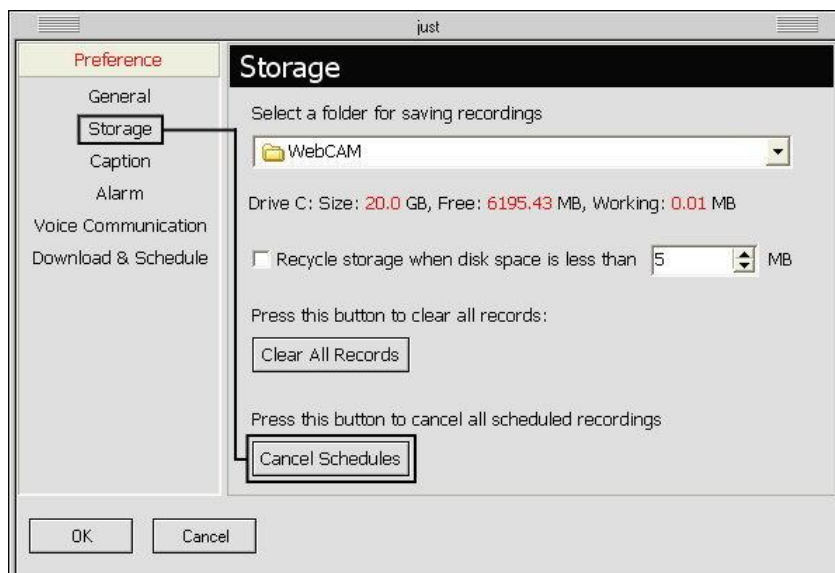 just
Preference
General
Storage
Caption
Alarm
Voice Communication
Download & Schedule
Storage
Select a folder for saving recordings
WebCAM
Drive C: Size: 20.0 GB, Free: 6195.43 MB, Working: 0.01 MB
Recycle storage when disk space is less than 5 MB
Press this button to clear all records:
Clear All Records
Press this button to cancel all scheduled recordings
Cancel Schedules
OK Cancel